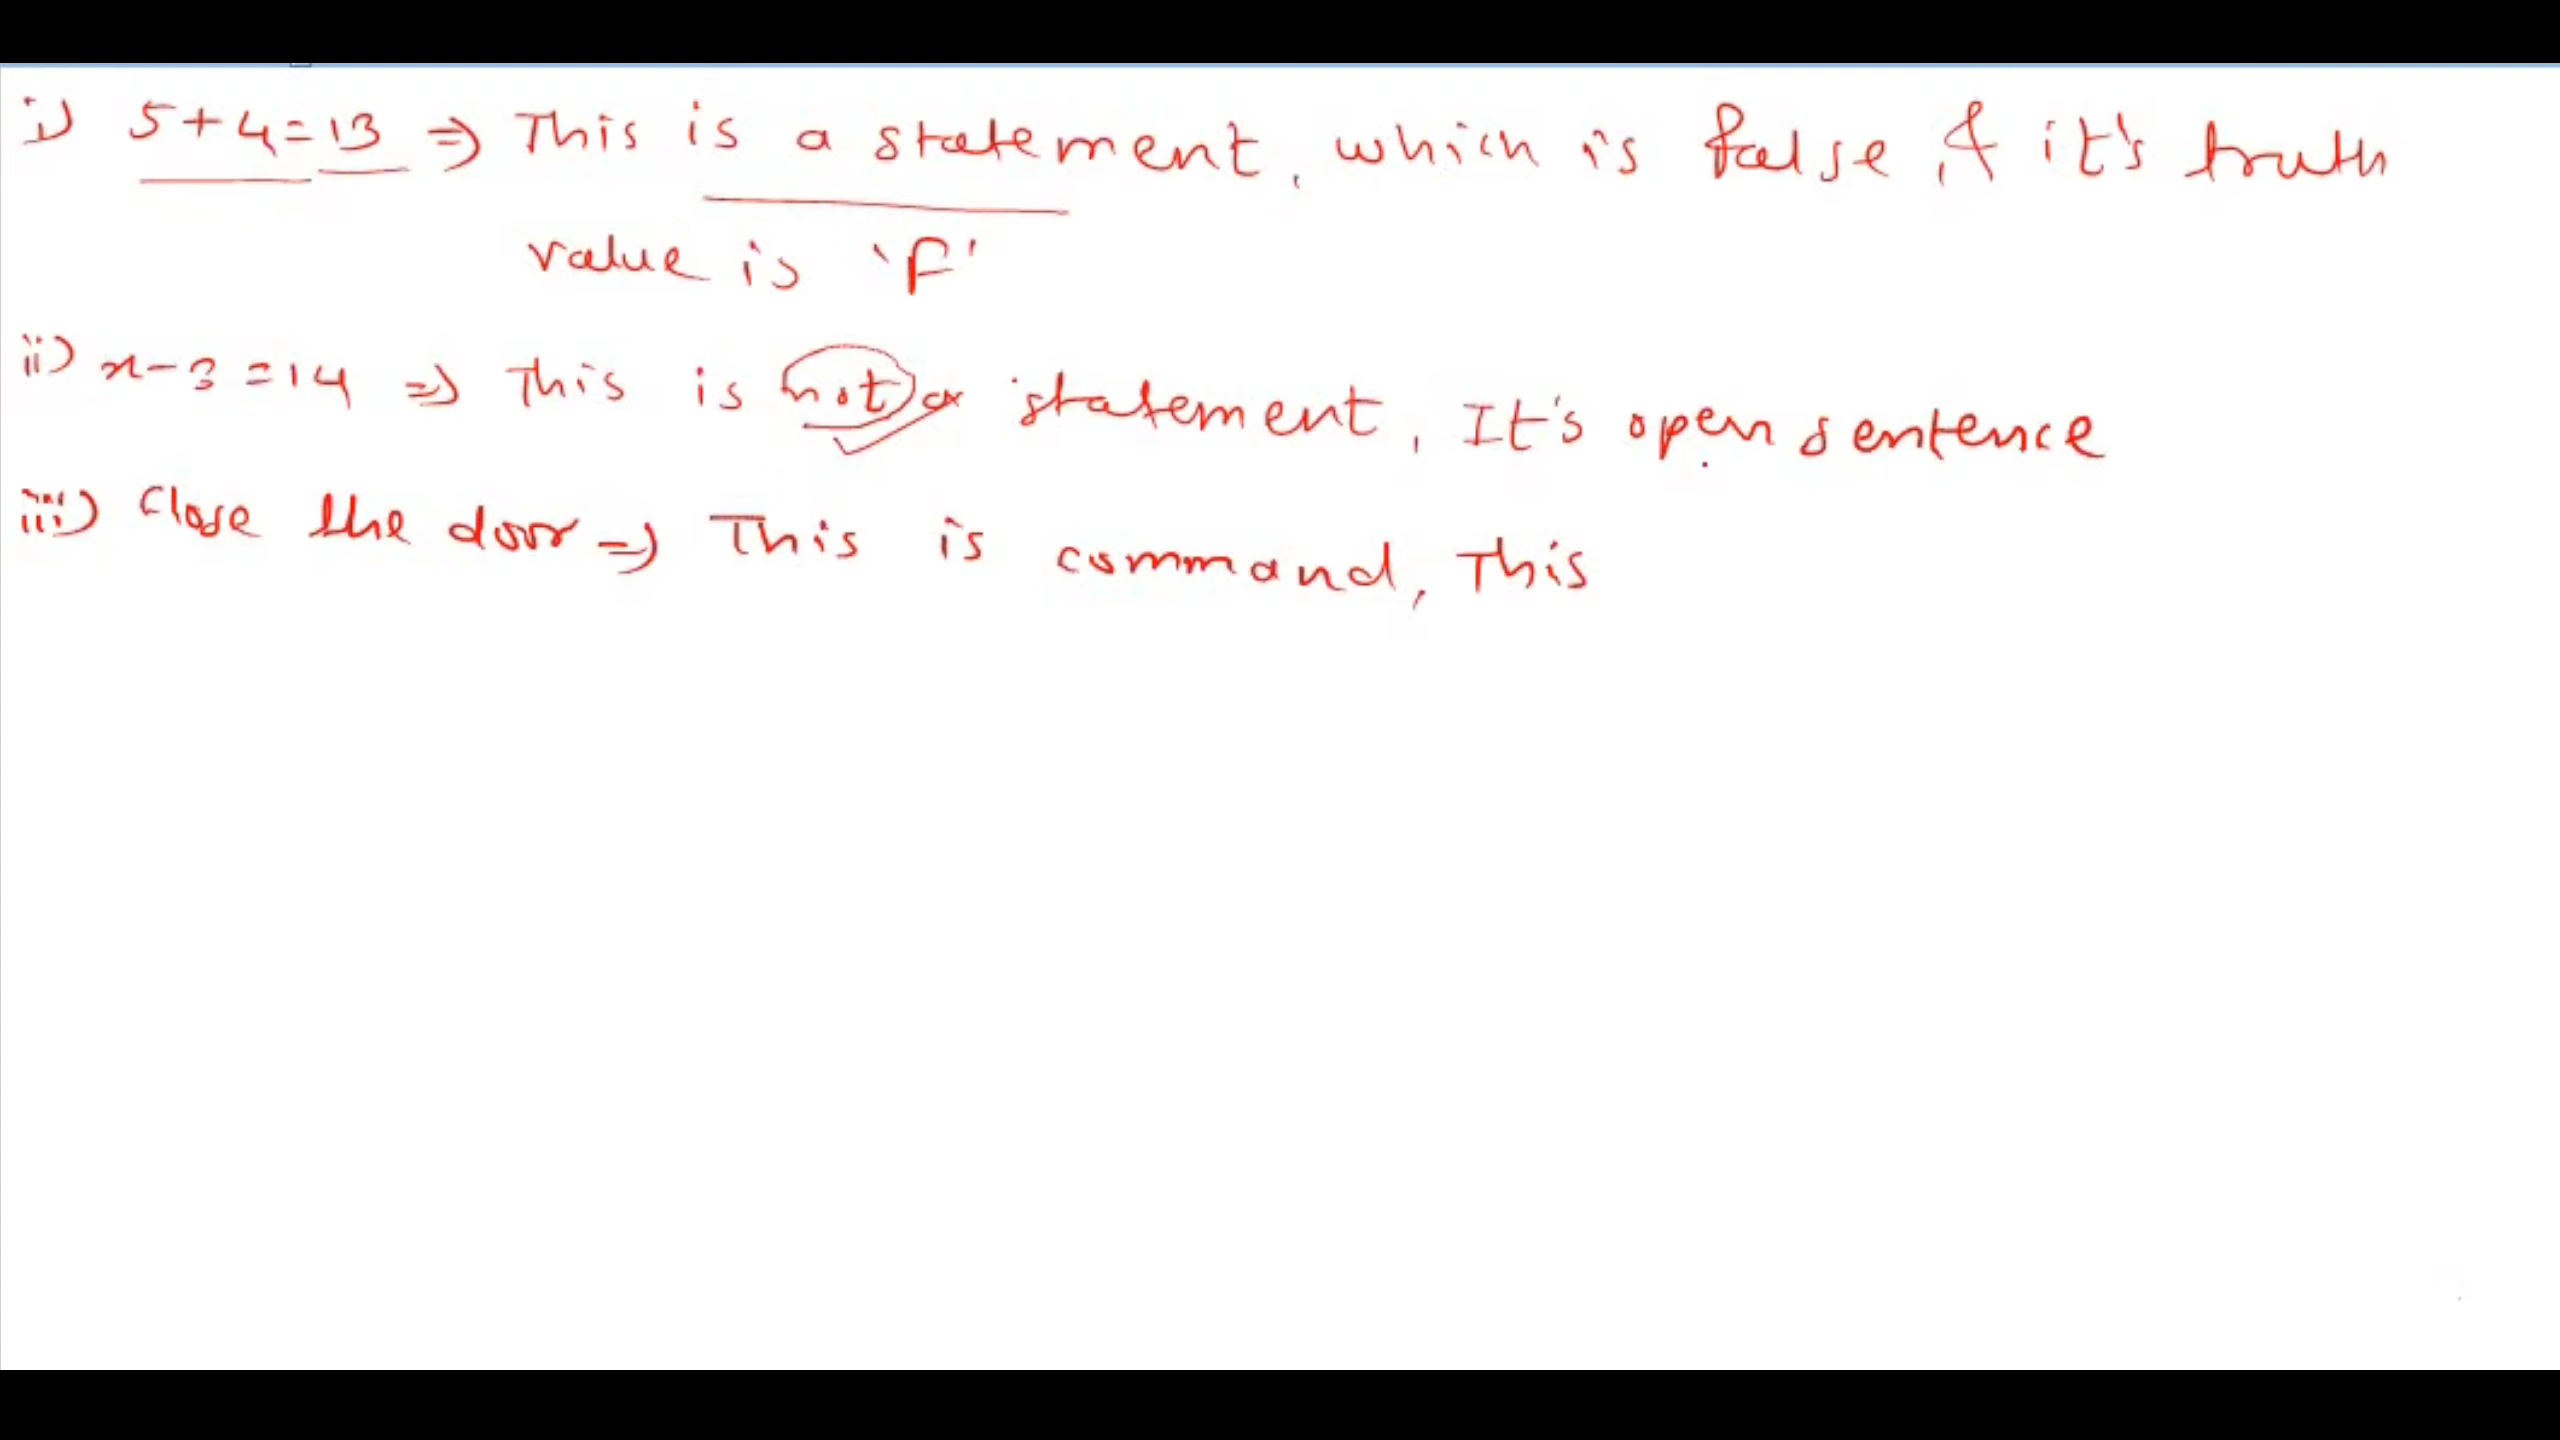 i) 5+4=13 ⇒ This is a statement, which is false, & it's truth
value is 'F'
ii) x-3=14 ⇒ This is not a statement, It's open sentence
iii) Close the door ⇒ This is command, This